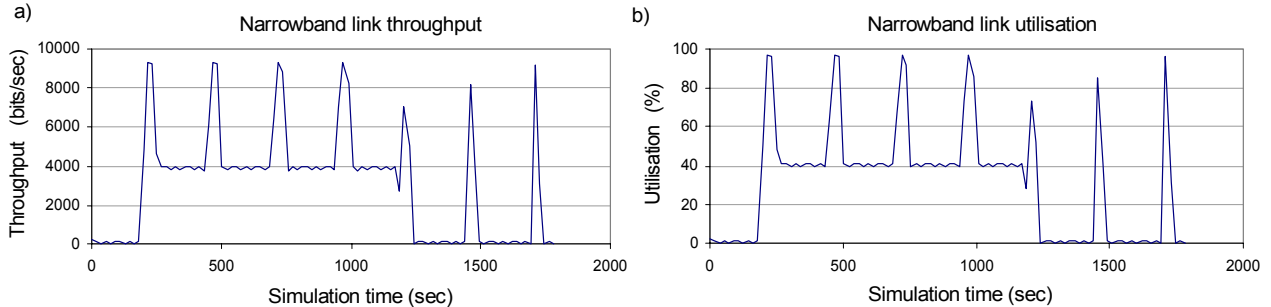 a)
Narrowband link throughput
Throughput (bits/sec)
10000
8000
6000
4000
2000
0
0 500 1000 1500 2000
Simulation time (sec)
b)
Narrowband link utilisation
Utilisation (%)
100
80
60
40
20
0
0 500 1000 1500 2000
Simulation time (sec)